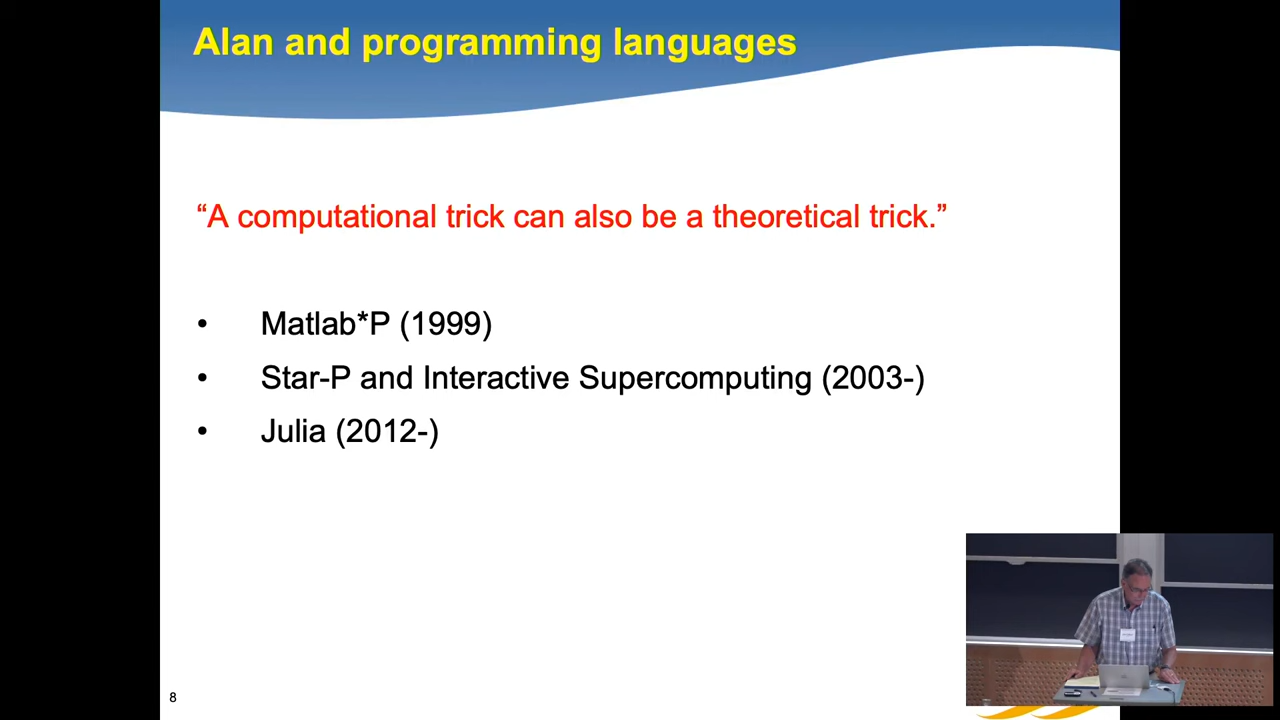 Alan and programming languages
“A computational trick can also be a theoretical trick.”
• Matlab*P (1999)
• Star-P and Interactive Supercomputing (2003-)
• Julia (2012-)
8